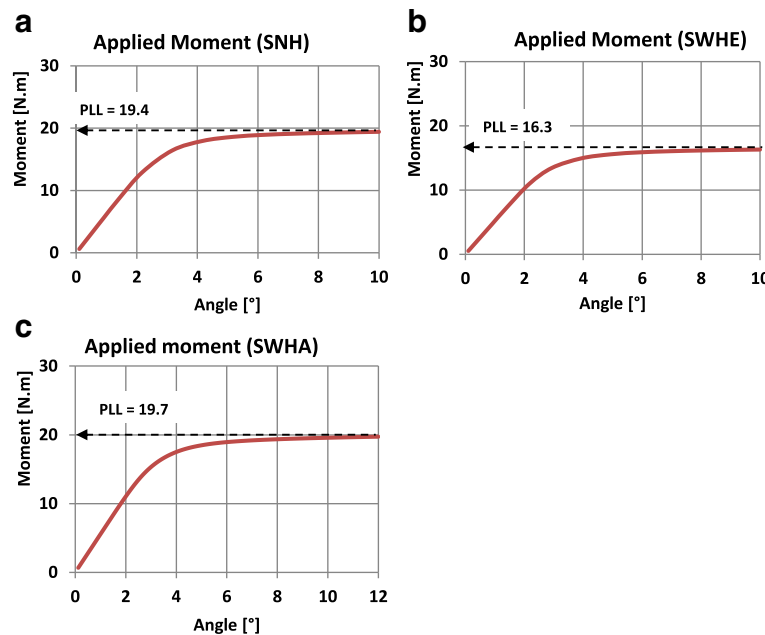 a
Applied Moment (SNH)
Moment [N.m]
30
20
10
0
PLL = 19.4
0 2 4 6 8 10
Angle [°]
b
Applied Moment (SWHE)
Moment [N.m]
30
20
10
0
PLL = 16.3
0 2 4 6 8 10
Angle [°]
c
Applied moment (SWHA)
Moment [N.m]
30
20
10
0
PLL = 19.7
0 2 4 6 8 10 12
Angle [°]